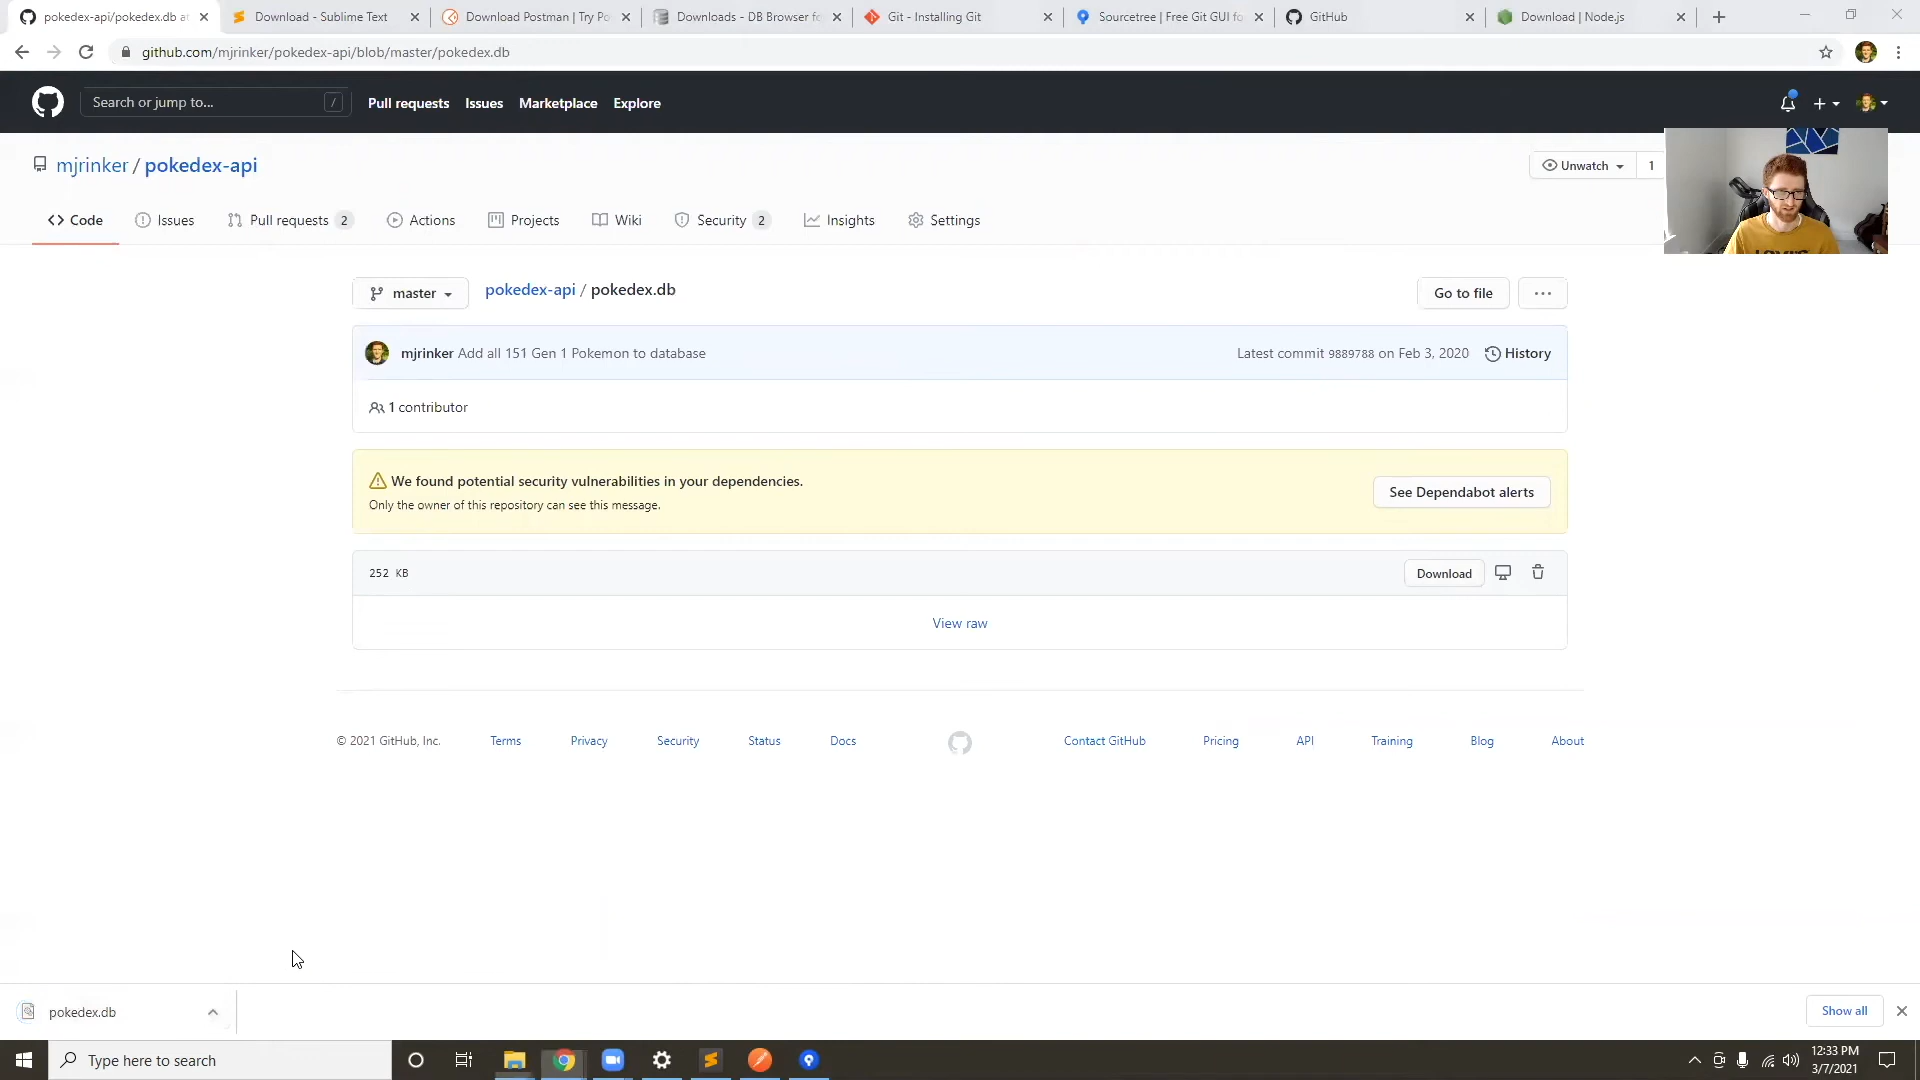 pokedex-api/pokedex.db at
Download - Sublime Text
Download Postman | Try Po
Downloads - DB Browser fo
Git - Installing Git
Sourcetree | Free Git GUI fo
GitHub
Download | Node.js
github.com/mjrinker/pokedex-api/blob/master/pokedex.db
Search or jump to... /
Pull requests Issues Marketplace Explore
mjrinker / pokedex-api
Unwatch 1
Code Issues Pull requests 2 Actions Projects Wiki Security 2 Insights Settings
master
pokedex-api / pokedex.db
Go to file ...
mjrinker Add all 151 Gen 1 Pokemon to database
Latest commit 9889788 on Feb 3, 2020 History
1 contributor
We found potential security vulnerabilities in your dependencies.
Only the owner of this repository can see this message.
See Dependabot alerts
252 KB
Download
View raw
© 2021 GitHub, Inc. Terms Privacy Security Status Docs Contact GitHub Pricing API Training Blog About
pokedex.db
Show all
Type here to search
12:33 PM
3/7/2021